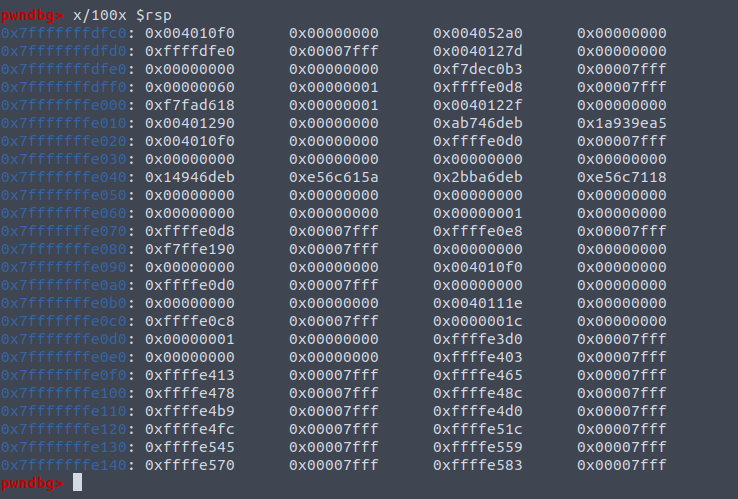 pwndbg> x/100x $rsp
0x7fffffffdfc0: 0x004010f0 0x00000000 0x004052a0 0x00000000
0x7fffffffdfd0: 0xffffdfe0 0x00007fff 0x0040127d 0x00000000
0x7fffffffdfe0: 0x00000000 0x00000000 0xf7dec0b3 0x00007fff
0x7fffffffdff0: 0x00000060 0x00000001 0xffffe0d8 0x00007fff
0x7fffffffe000: 0xf7fad618 0x00000001 0x0040122f 0x00000000
0x7fffffffe010: 0x00401290 0x00000000 0xab746deb 0x1a939ea5
0x7fffffffe020: 0x004010f0 0x00000000 0xffffe0d0 0x00007fff
0x7fffffffe030: 0x00000000 0x00000000 0x00000000 0x00000000
0x7fffffffe040: 0x14946deb 0xe56c615a 0x2bba6deb 0xe56c7118
0x7fffffffe050: 0x00000000 0x00000000 0x00000000 0x00000000
0x7fffffffe060: 0x00000000 0x00000000 0x00000001 0x00000000
0x7fffffffe070: 0xffffe0d8 0x00007fff 0xffffe0e8 0x00007fff
0x7fffffffe080: 0xf7ffe190 0x00007fff 0x00000000 0x00000000
0x7fffffffe090: 0x00000000 0x00000000 0x004010f0 0x00000000
0x7fffffffe0a0: 0xffffe0d0 0x00007fff 0x00000000 0x00000000
0x7fffffffe0b0: 0x00000000 0x00000000 0x0040111e 0x00000000
0x7fffffffe0c0: 0xffffe0c8 0x00007fff 0x0000001c 0x00000000
0x7fffffffe0d0: 0x00000001 0x00000000 0xffffe3d0 0x00007fff
0x7fffffffe0e0: 0x00000000 0x00000000 0xffffe403 0x00007fff
0x7fffffffe0f0: 0xffffe413 0x00007fff 0xffffe465 0x00007fff
0x7fffffffe100: 0xffffe478 0x00007fff 0xffffe48c 0x00007fff
0x7fffffffe110: 0xffffe4b9 0x00007fff 0xffffe4d0 0x00007fff
0x7fffffffe120: 0xffffe4fc 0x00007fff 0xffffe51c 0x00007fff
0x7fffffffe130: 0xffffe545 0x00007fff 0xffffe559 0x00007fff
0x7fffffffe140: 0xffffe570 0x00007fff 0xffffe583 0x00007fff
pwndbg>